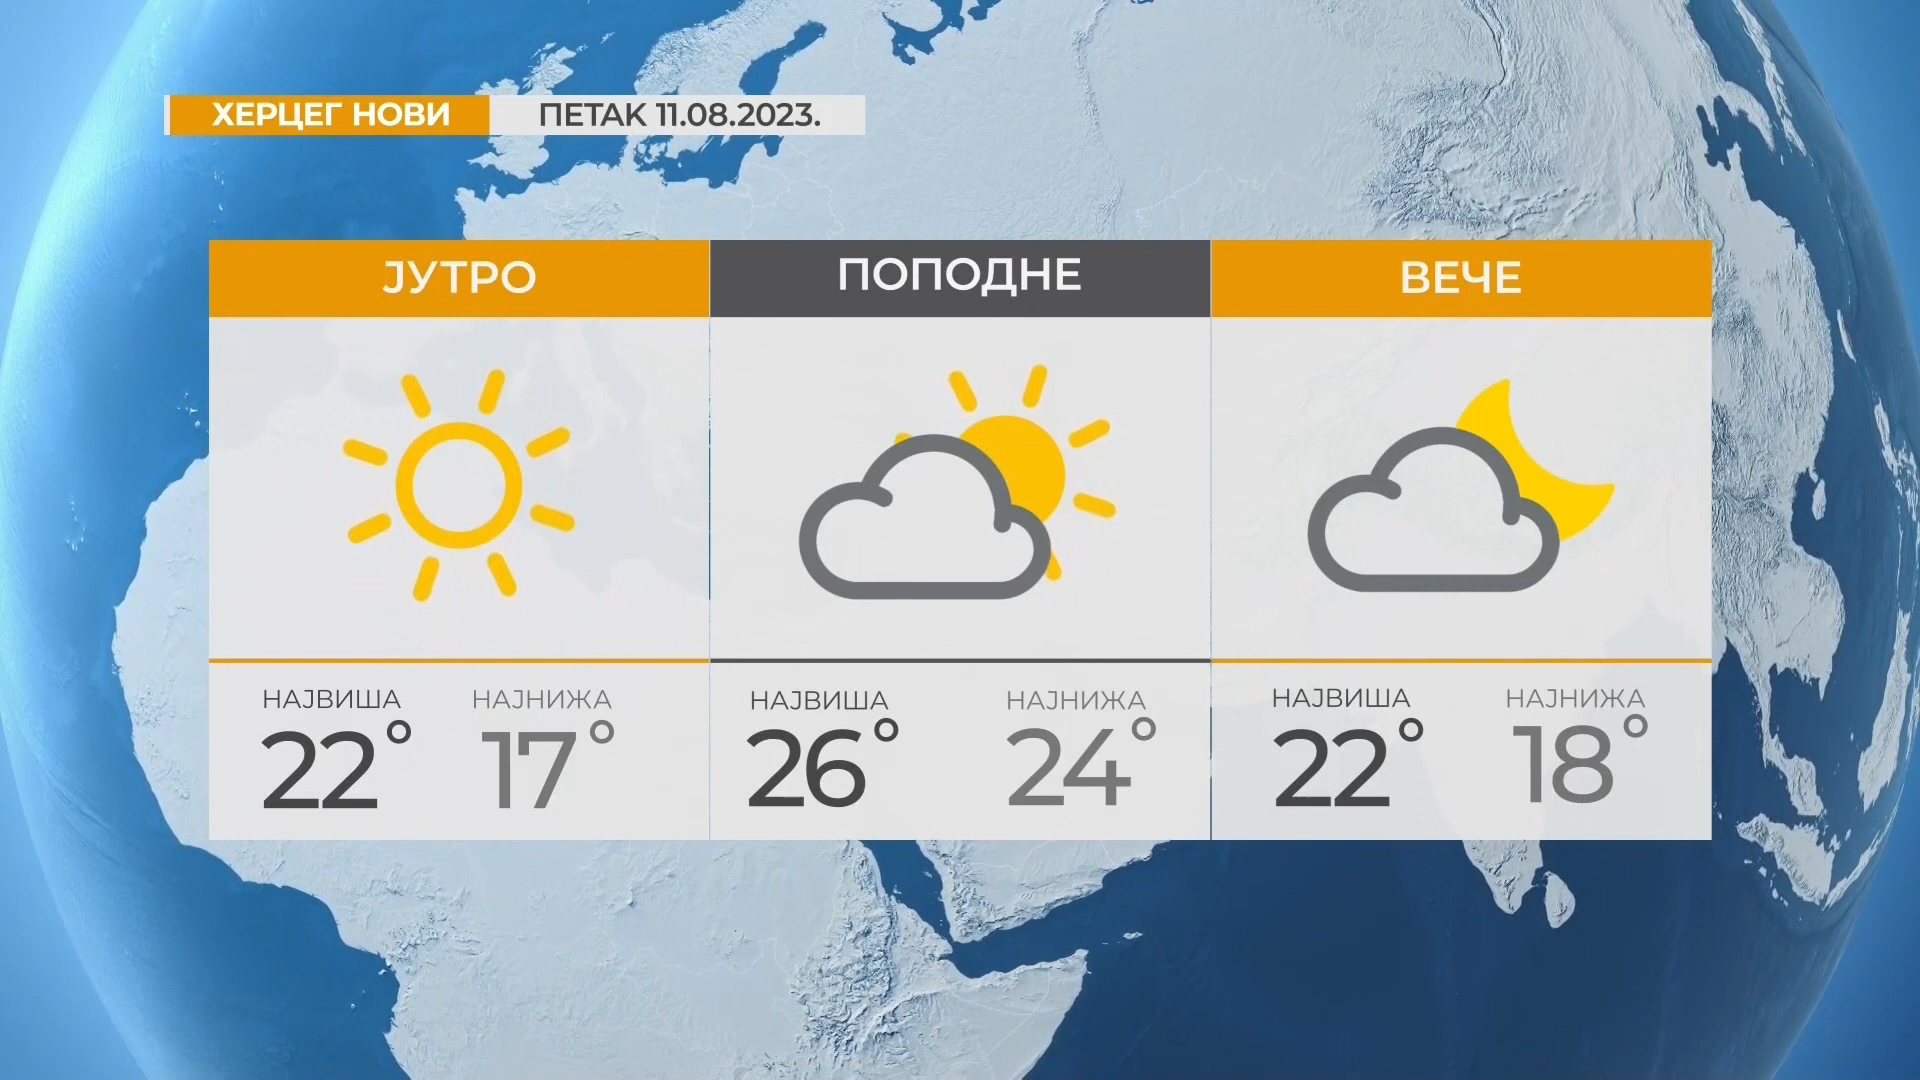 ХЕРЦЕГ НОВИ ПЕТАК 11.08.2023.
ЈУТРО
НАЈВИША НАЈНИЖА
22° 17°
ПОПОДНЕ
НАЈВИША НАЈНИЖА
26° 24°
ВЕЧЕ
НАЈВИША НАЈНИЖА
22° 18°